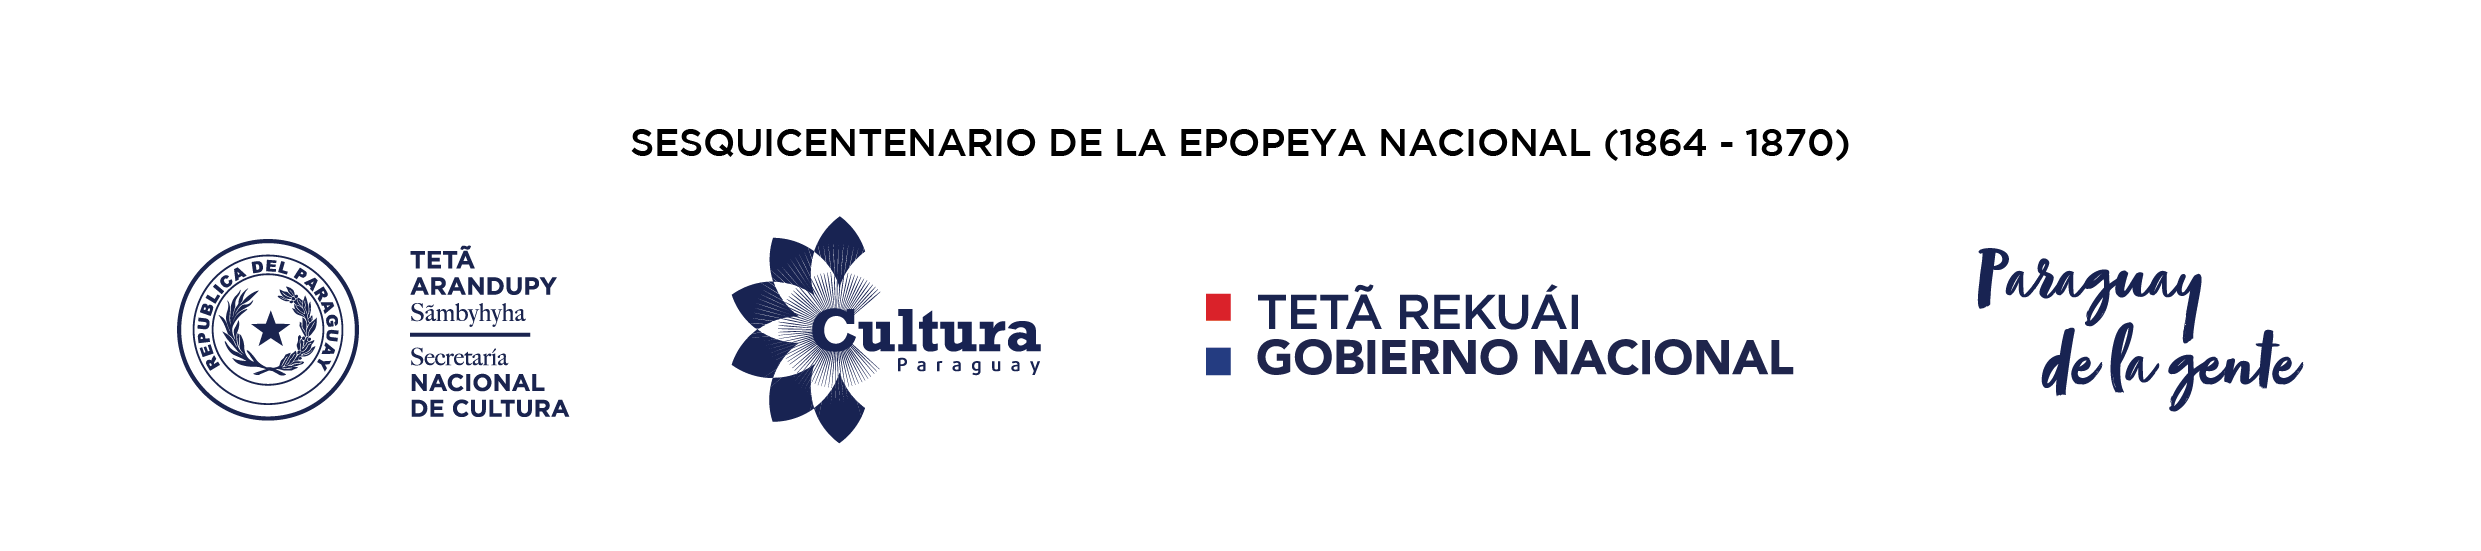 SESQUICENTENARIO DE LA EPOPEYA NACIONAL (1864 - 1870)
REPUBLICA DEL PARAGUAY
TETÃ
ARANDUPY
Sãmbyhyha
Secretaría
NACIONAL
DE CULTURA
Cultura
Paraguay
TETÃ REKUÁI
GOBIERNO NACIONAL
Paraguay
de la gente